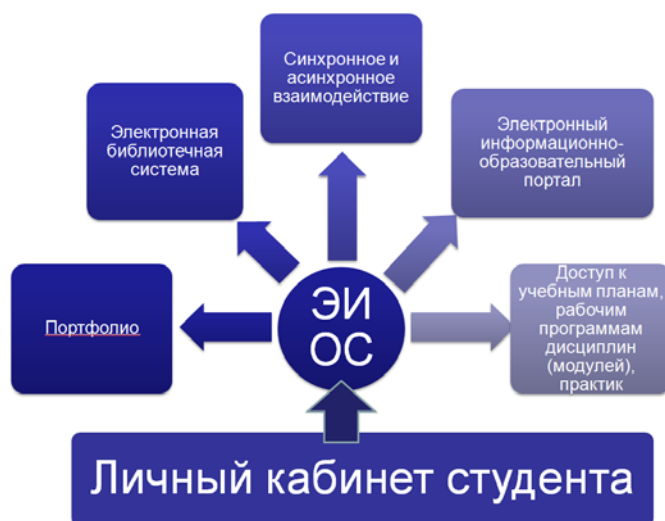 Синхронное и
асинхронное
взаимодействие
Электронная
библиотечная
система
Электронный
информационно-
образовательный
портал
Портфолио
ЭИ
ОС
Доступ к
учебным планам,
рабочим
программам
дисциплин
(модулей),
практик
Личный кабинет студента